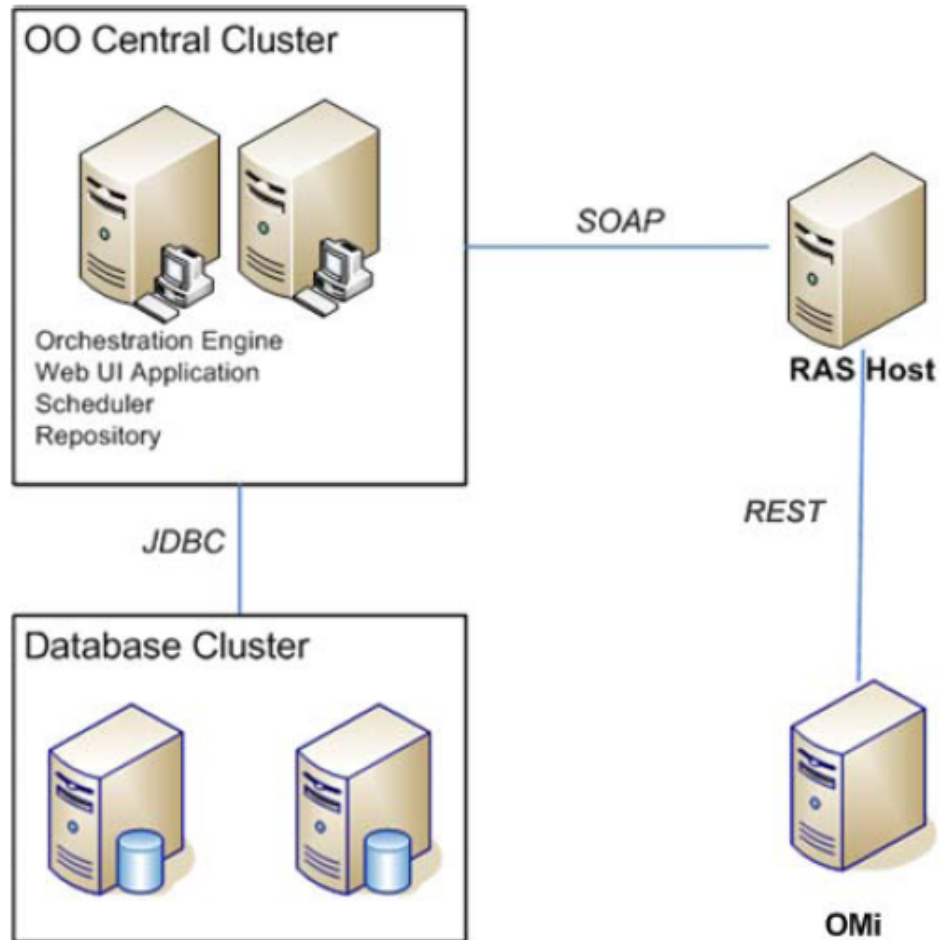 OO Central Cluster
SOAP
Orchestration Engine
Web UI Application
Scheduler
Repository
RAS Host
JDBC
REST
Database Cluster
OMi